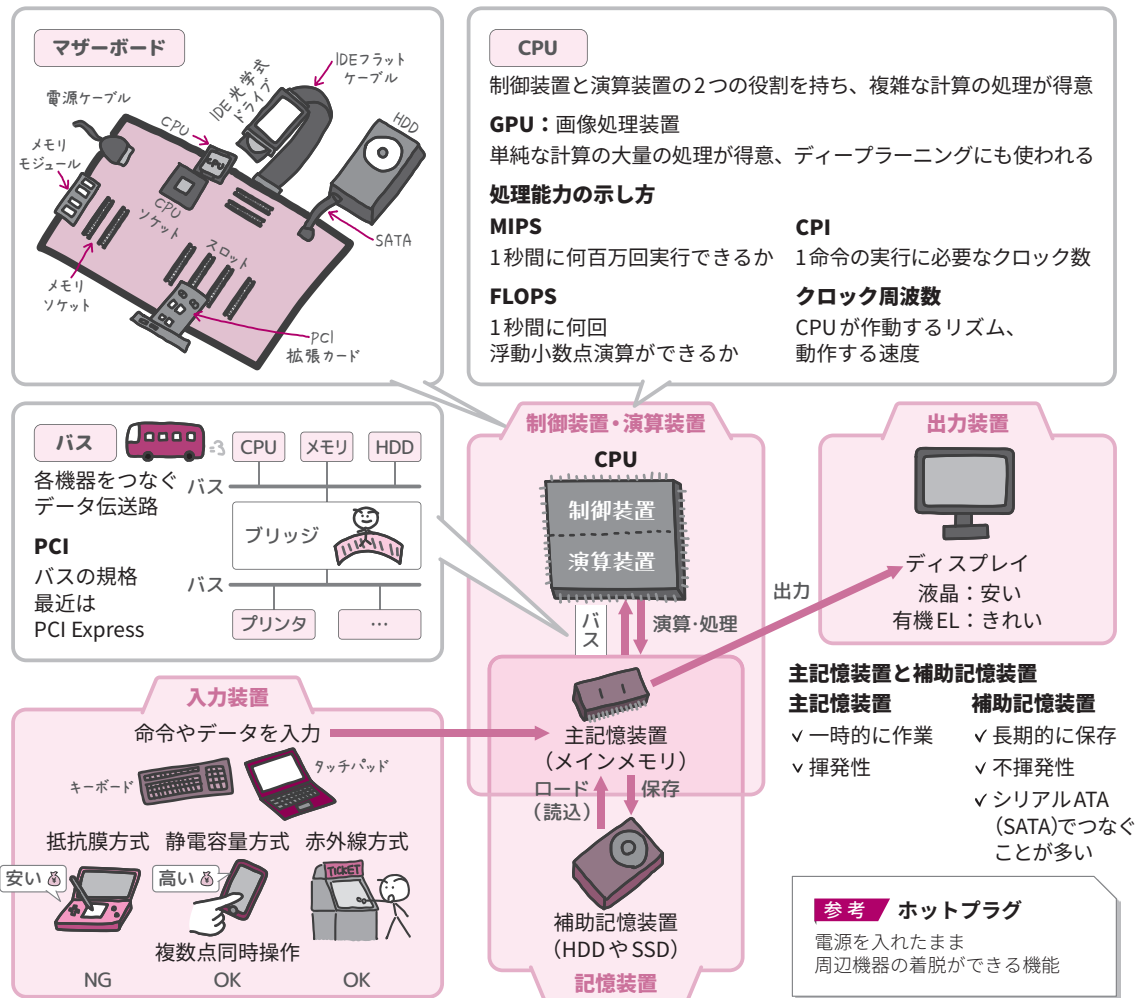 マザーボード
電源ケーブル
CPU
IDE光学式
ドライブ
IDEフラット
ケーブル
HDD
メモリ
モジュール
CPU
CPU
ソケット
スロット
SATA
メモリ
ソケット
PCI
拡張カード
CPU
制御装置と演算装置の2つの役割を持ち、複雑な計算の処理が得意
GPU：画像処理装置
単純な計算の大量の処理が得意、ディープラーニングにも使われる
処理能力の示し方
MIPS
1秒間に何百万回実行できるか
CPI
1命令の実行に必要なクロック数
FLOPS
1秒間に何回
浮動小数点演算ができるか
クロック周波数
CPUが作動するリズム、
動作する速度
バス
各機器をつなぐ
データ伝送路
PCI
バスの規格
最近は
PCI Express
CPU
メモリ
HDD
バス
ブリッジ
バス
プリンタ
…
制御装置・演算装置
CPU
制御装置
演算装置
バス
演算・処理
出力
出力装置
ディスプレイ
液晶：安い
有機EL：きれい
入力装置
命令やデータを入力
キーボード
タッチパッド
抵抗膜方式
静電容量方式
赤外線方式
安い
高い
TICKET
複数点同時操作
NG
OK
OK
主記憶装置
（メインメモリ）
ロード
（読込）
保存
補助記憶装置
（HDDやSSD）
記憶装置
主記憶装置と補助記憶装置
主記憶装置
✓一時的に作業
✓揮発性
補助記憶装置
✓長期的に保存
✓不揮発性
✓シリアルATA
（SATA）でつなぐ
ことが多い
参考 ホットプラグ
電源を入れたまま
周辺機器の着脱ができる機能